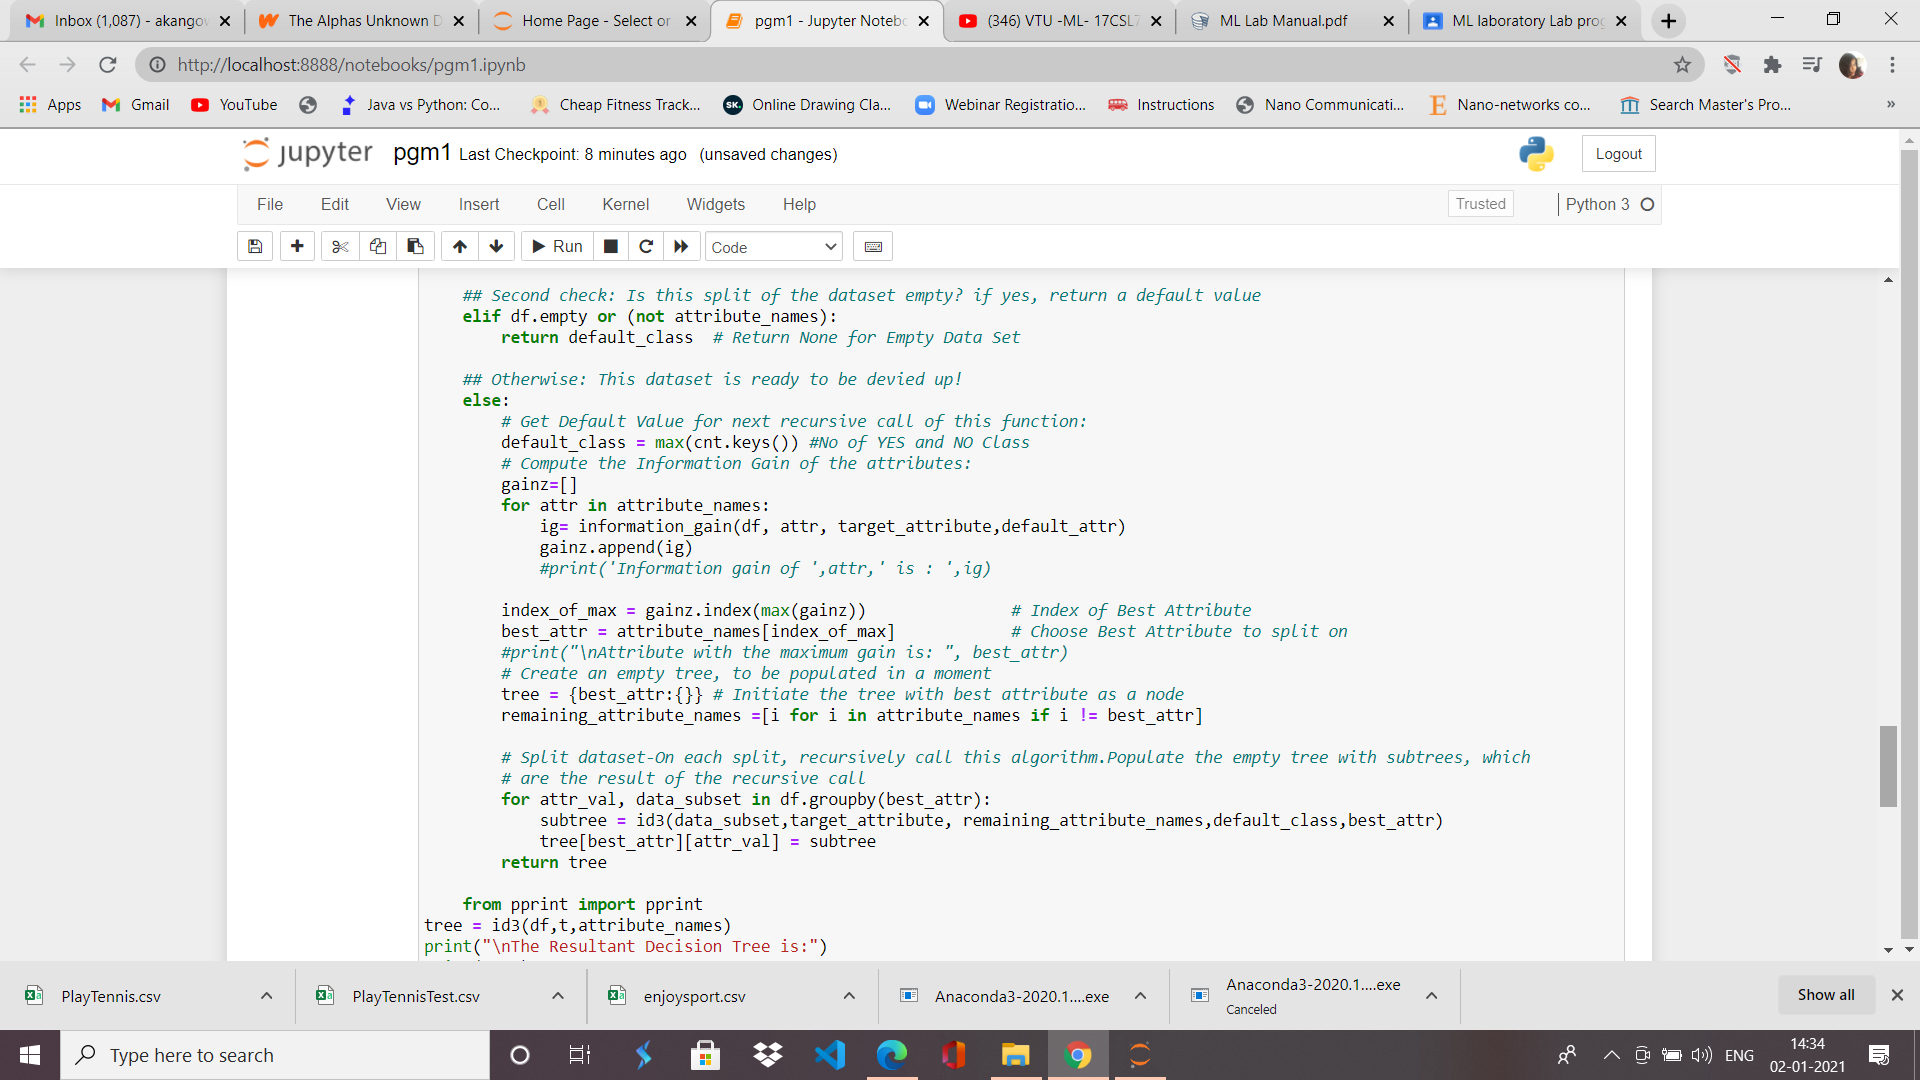 Inbox (1,087) - akangov
The Alphas Unknown D
Home Page - Select or
pgm1 - Jupyter Notebo
(346) VTU -ML- 17CSL7
ML Lab Manual.pdf
ML laboratory Lab prog
http://localhost:8888/notebooks/pgm1.ipynb
Apps
Gmail
YouTube
Java vs Python: Co...
Cheap Fitness Track...
SK.
Online Drawing Cla...
Webinar Registratio...
Instructions
Nano Communicati...
Nano-networks co...
Search Master's Pro...
»
jupyter pgm1 Last Checkpoint: 8 minutes ago (unsaved changes)
Logout
File Edit View Insert Cell Kernel Widgets Help
Trusted
Python 3
Run
Code
## Second check: Is this split of the dataset empty? if yes, return a default value
elif df.empty or (not attribute_names):
return default_class # Return None for Empty Data Set
## Otherwise: This dataset is ready to be devied up!
else:
# Get Default Value for next recursive call of this function:
default_class = max(cnt.keys()) #No of YES and NO Class
# Compute the Information Gain of the attributes:
gainz=[]
for attr in attribute_names:
ig= information_gain(df, attr, target_attribute,default_attr)
gainz.append(ig)
#print('Information gain of ',attr,' is : ',ig)
index_of_max = gainz.index(max(gainz)) # Index of Best Attribute
best_attr = attribute_names[index_of_max] # Choose Best Attribute to split on
#print("\nAttribute with the maximum gain is: ", best_attr)
# Create an empty tree, to be populated in a moment
tree = {best_attr:{}} # Initiate the tree with best attribute as a node
remaining_attribute_names =[i for i in attribute_names if i != best_attr]
# Split dataset-On each split, recursively call this algorithm.Populate the empty tree with subtrees, which
# are the result of the recursive call
for attr_val, data_subset in df.groupby(best_attr):
subtree = id3(data_subset,target_attribute, remaining_attribute_names,default_class,best_attr)
tree[best_attr][attr_val] = subtree
return tree
from pprint import pprint
tree = id3(df,t,attribute_names)
print("\nThe Resultant Decision Tree is:")
PlayTennis.csv
PlayTennisTest.csv
enjoysport.csv
Anaconda3-2020.1....exe
Anaconda3-2020.1....exe
Canceled
Show all
Type here to search
ENG
14:34
02-01-2021